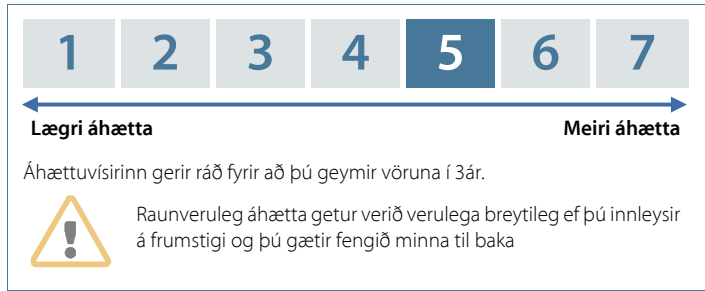 1 2 3 4 5 6 7
Lægri áhætta Meiri áhætta
Áhættuvísirinn gerir ráð fyrir að þú geymir vöruna í 3ár.
Raunveruleg áhætta getur verið verulega breytileg ef þú innleysir
á frumstigi og þú gætir fengið minna til baka